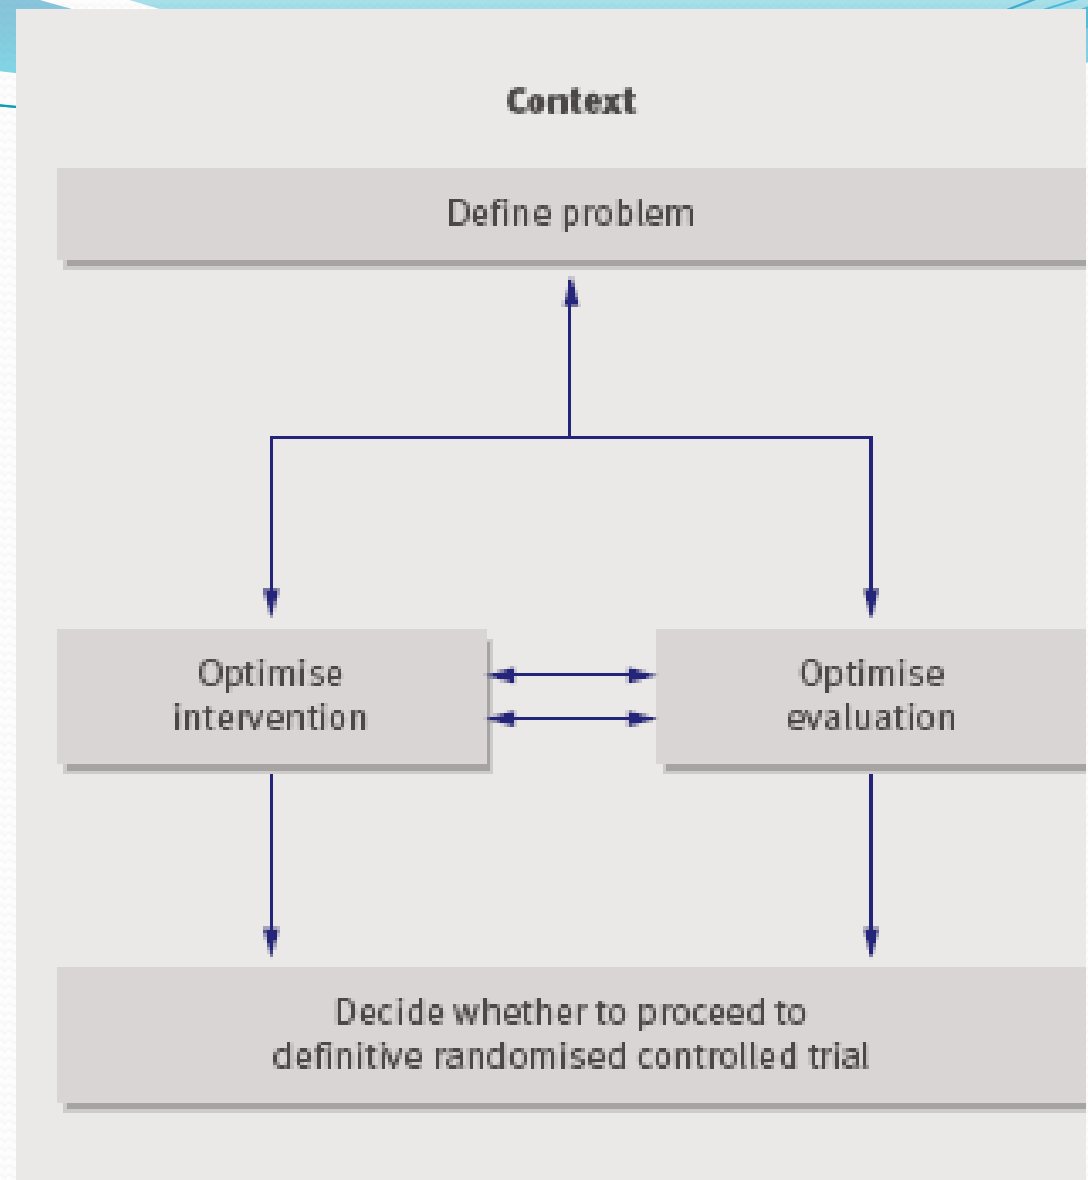 Context
Define problem
Optimise
intervention
Optimise
evaluation
Decide whether to proceed to
definitive randomised controlled trial